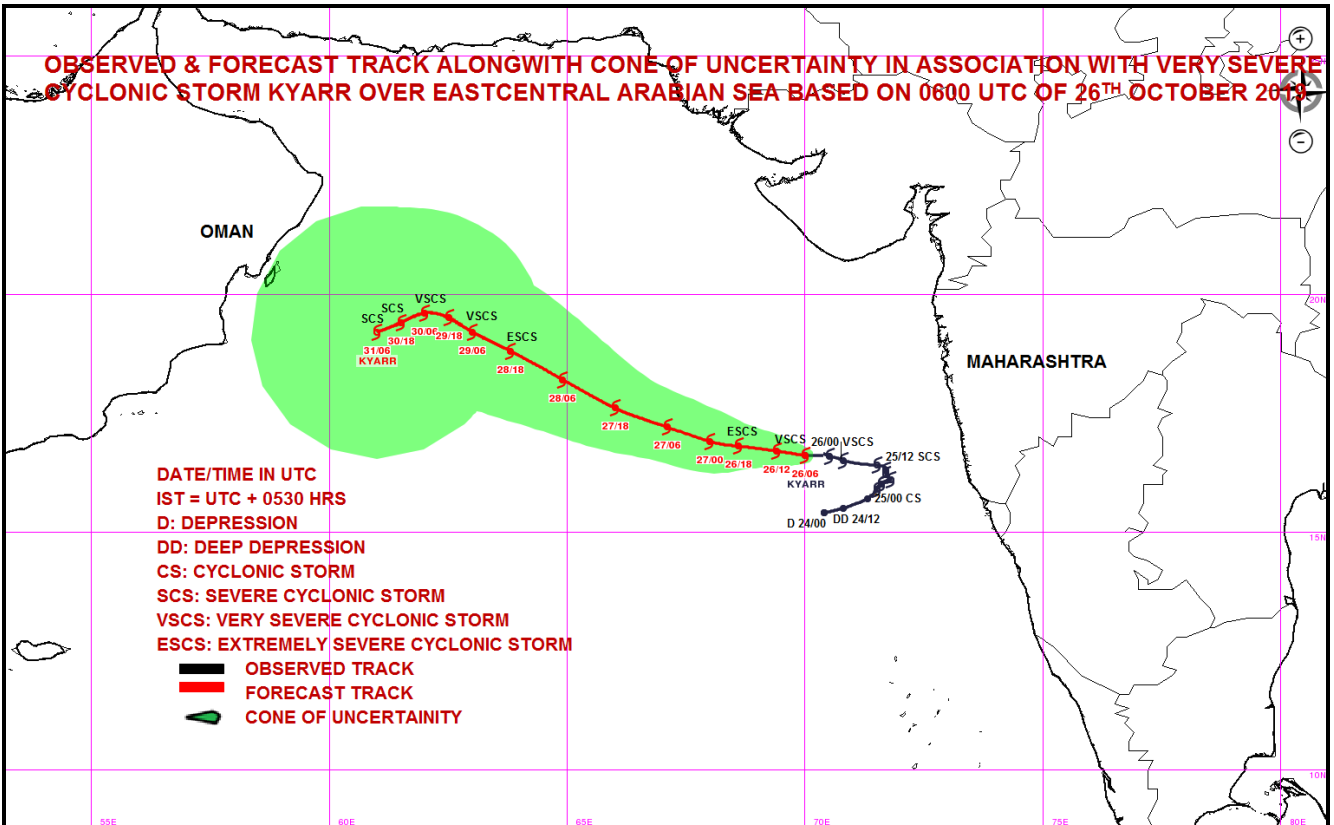 OBSERVED & FORECAST TRACK ALONGWITH CONE OF UNCERTAINTY IN ASSOCIATION WITH VERY SEVERE
CYCLONIC STORM KYARR OVER EASTCENTRAL ARABIAN SEA BASED ON 0600 UTC OF 26TH OCTOBER 2019
OMAN
20N
VSCS
SCS
SCS
VSCS
30/06
29/18
30/18
29/06
31/06
KYARR
ESCS
28/18
MAHARASHTRA
28/06
27/18
27/06
ESCS
27/00
26/18
VSCS
26/12
26/00 VSCS
26/06
KYARR
25/12 SCS
25/00 CS
DD 24/12
D 24/00
15N
DATE/TIME IN UTC
IST = UTC + 0530 HRS
D: DEPRESSION
DD: DEEP DEPRESSION
CS: CYCLONIC STORM
SCS: SEVERE CYCLONIC STORM
VSCS: VERY SEVERE CYCLONIC STORM
ESCS: EXTREMELY SEVERE CYCLONIC STORM
OBSERVED TRACK
FORECAST TRACK
CONE OF UNCERTAINITY
10N
55E
60E
65E
70E
75E
80E